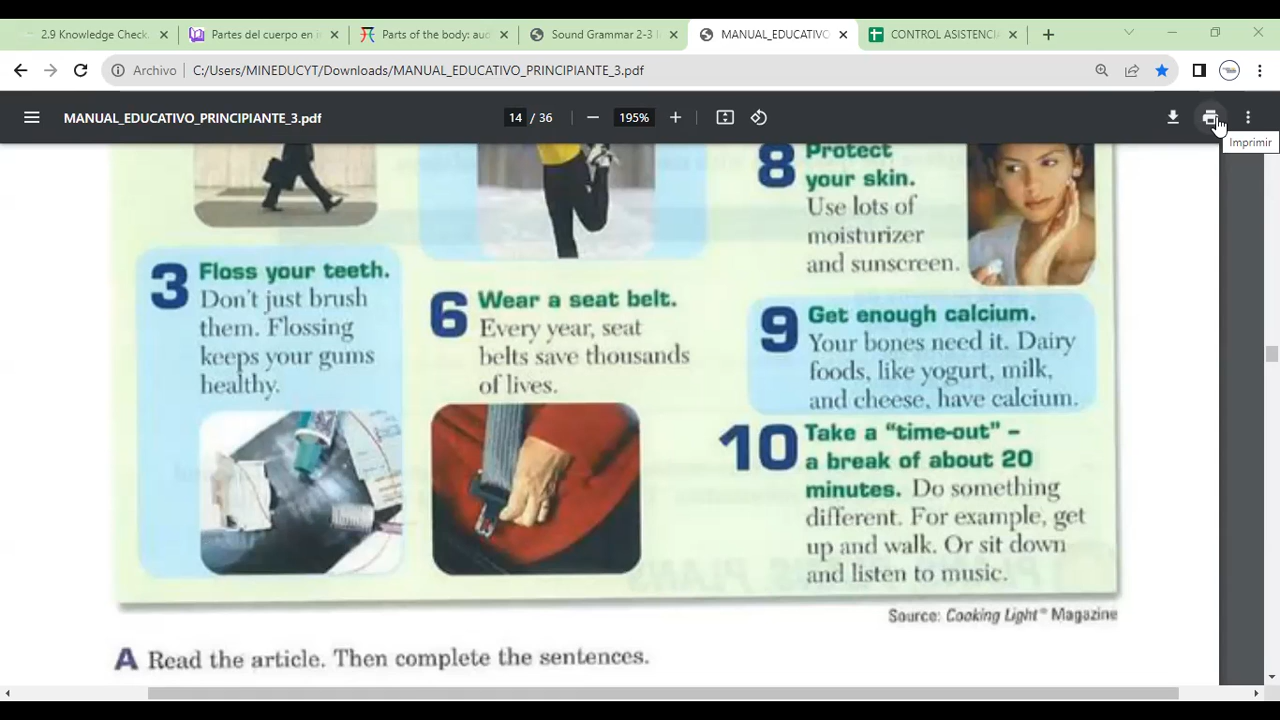 2.9 Knowledge Check.
Partes del cuerpo en i
Parts of the body: aud
Sound Grammar 2-3 l
MANUAL_EDUCATIVO
CONTROL ASISTENCIA
Archivo
C:/Users/MINEDUCYT/Downloads/MANUAL_EDUCATIVO_PRINCIPIANTE_3.pdf
MANUAL_EDUCATIVO_PRINCIPIANTE_3.pdf
14 / 36
195%
Imprimir
3 Floss your teeth.
Don't just brush
them. Flossing
keeps your gums
healthy.
6 Wear a seat belt.
Every year, seat
belts save thousands
of lives.
8 Protect
your skin.
Use lots of
moisturizer
and sunscreen.
9 Get enough calcium.
Your bones need it. Dairy
foods, like yogurt, milk,
and cheese, have calcium.
10 Take a "time-out" –
a break of about 20
minutes. Do something
different. For example, get
up and walk. Or sit down
and listen to music.
Source: Cooking Light® Magazine
A Read the article. Then complete the sentences.